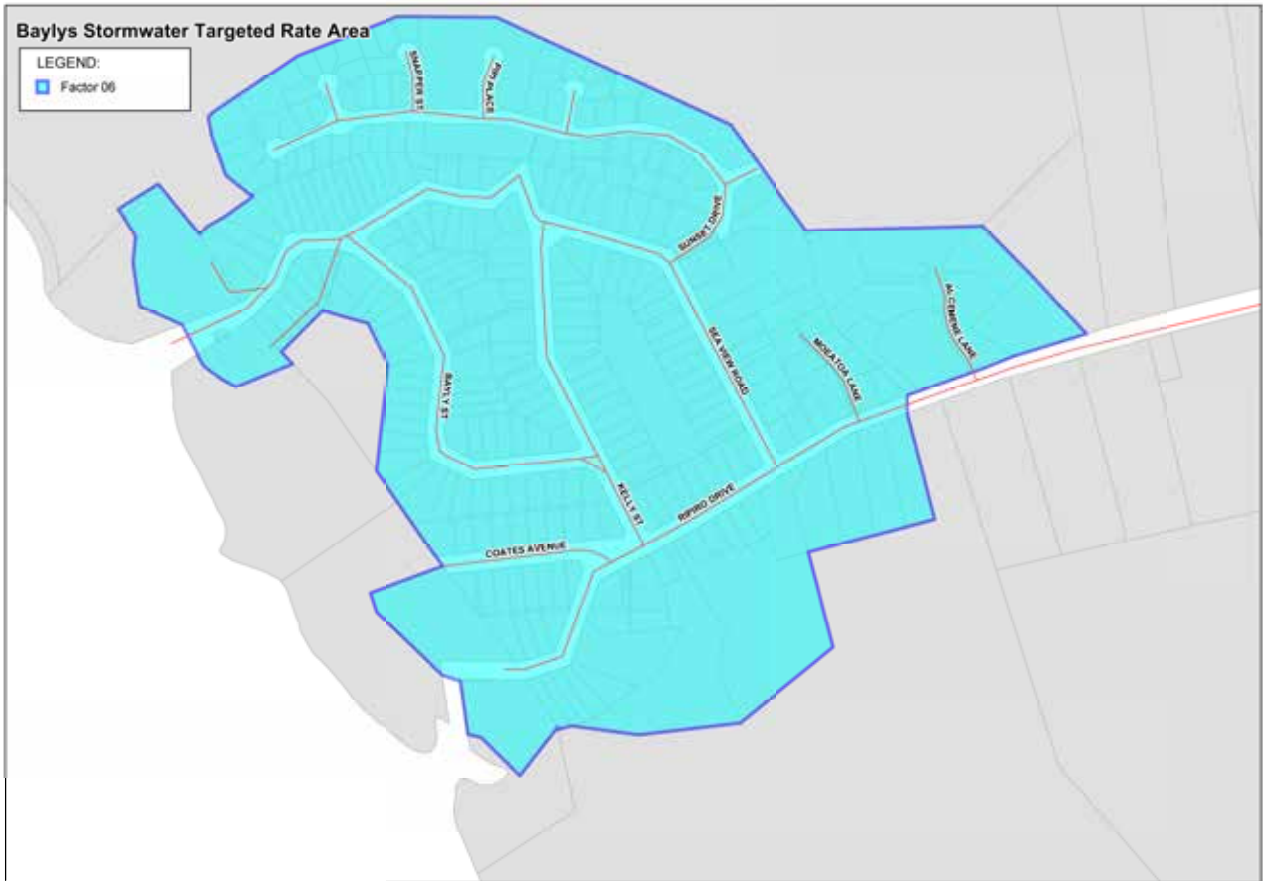 Baylys Stormwater Targeted Rate Area
LEGEND:
Factor 06
SNAPPER ST
PIPI PLACE
SUNSET DRIVE
SEA VIEW ROAD
ALCEMENE LANE
MOEATOA LANE
BAYLY ST
KELLY ST
RIPIRO DRIVE
COATES AVENUE